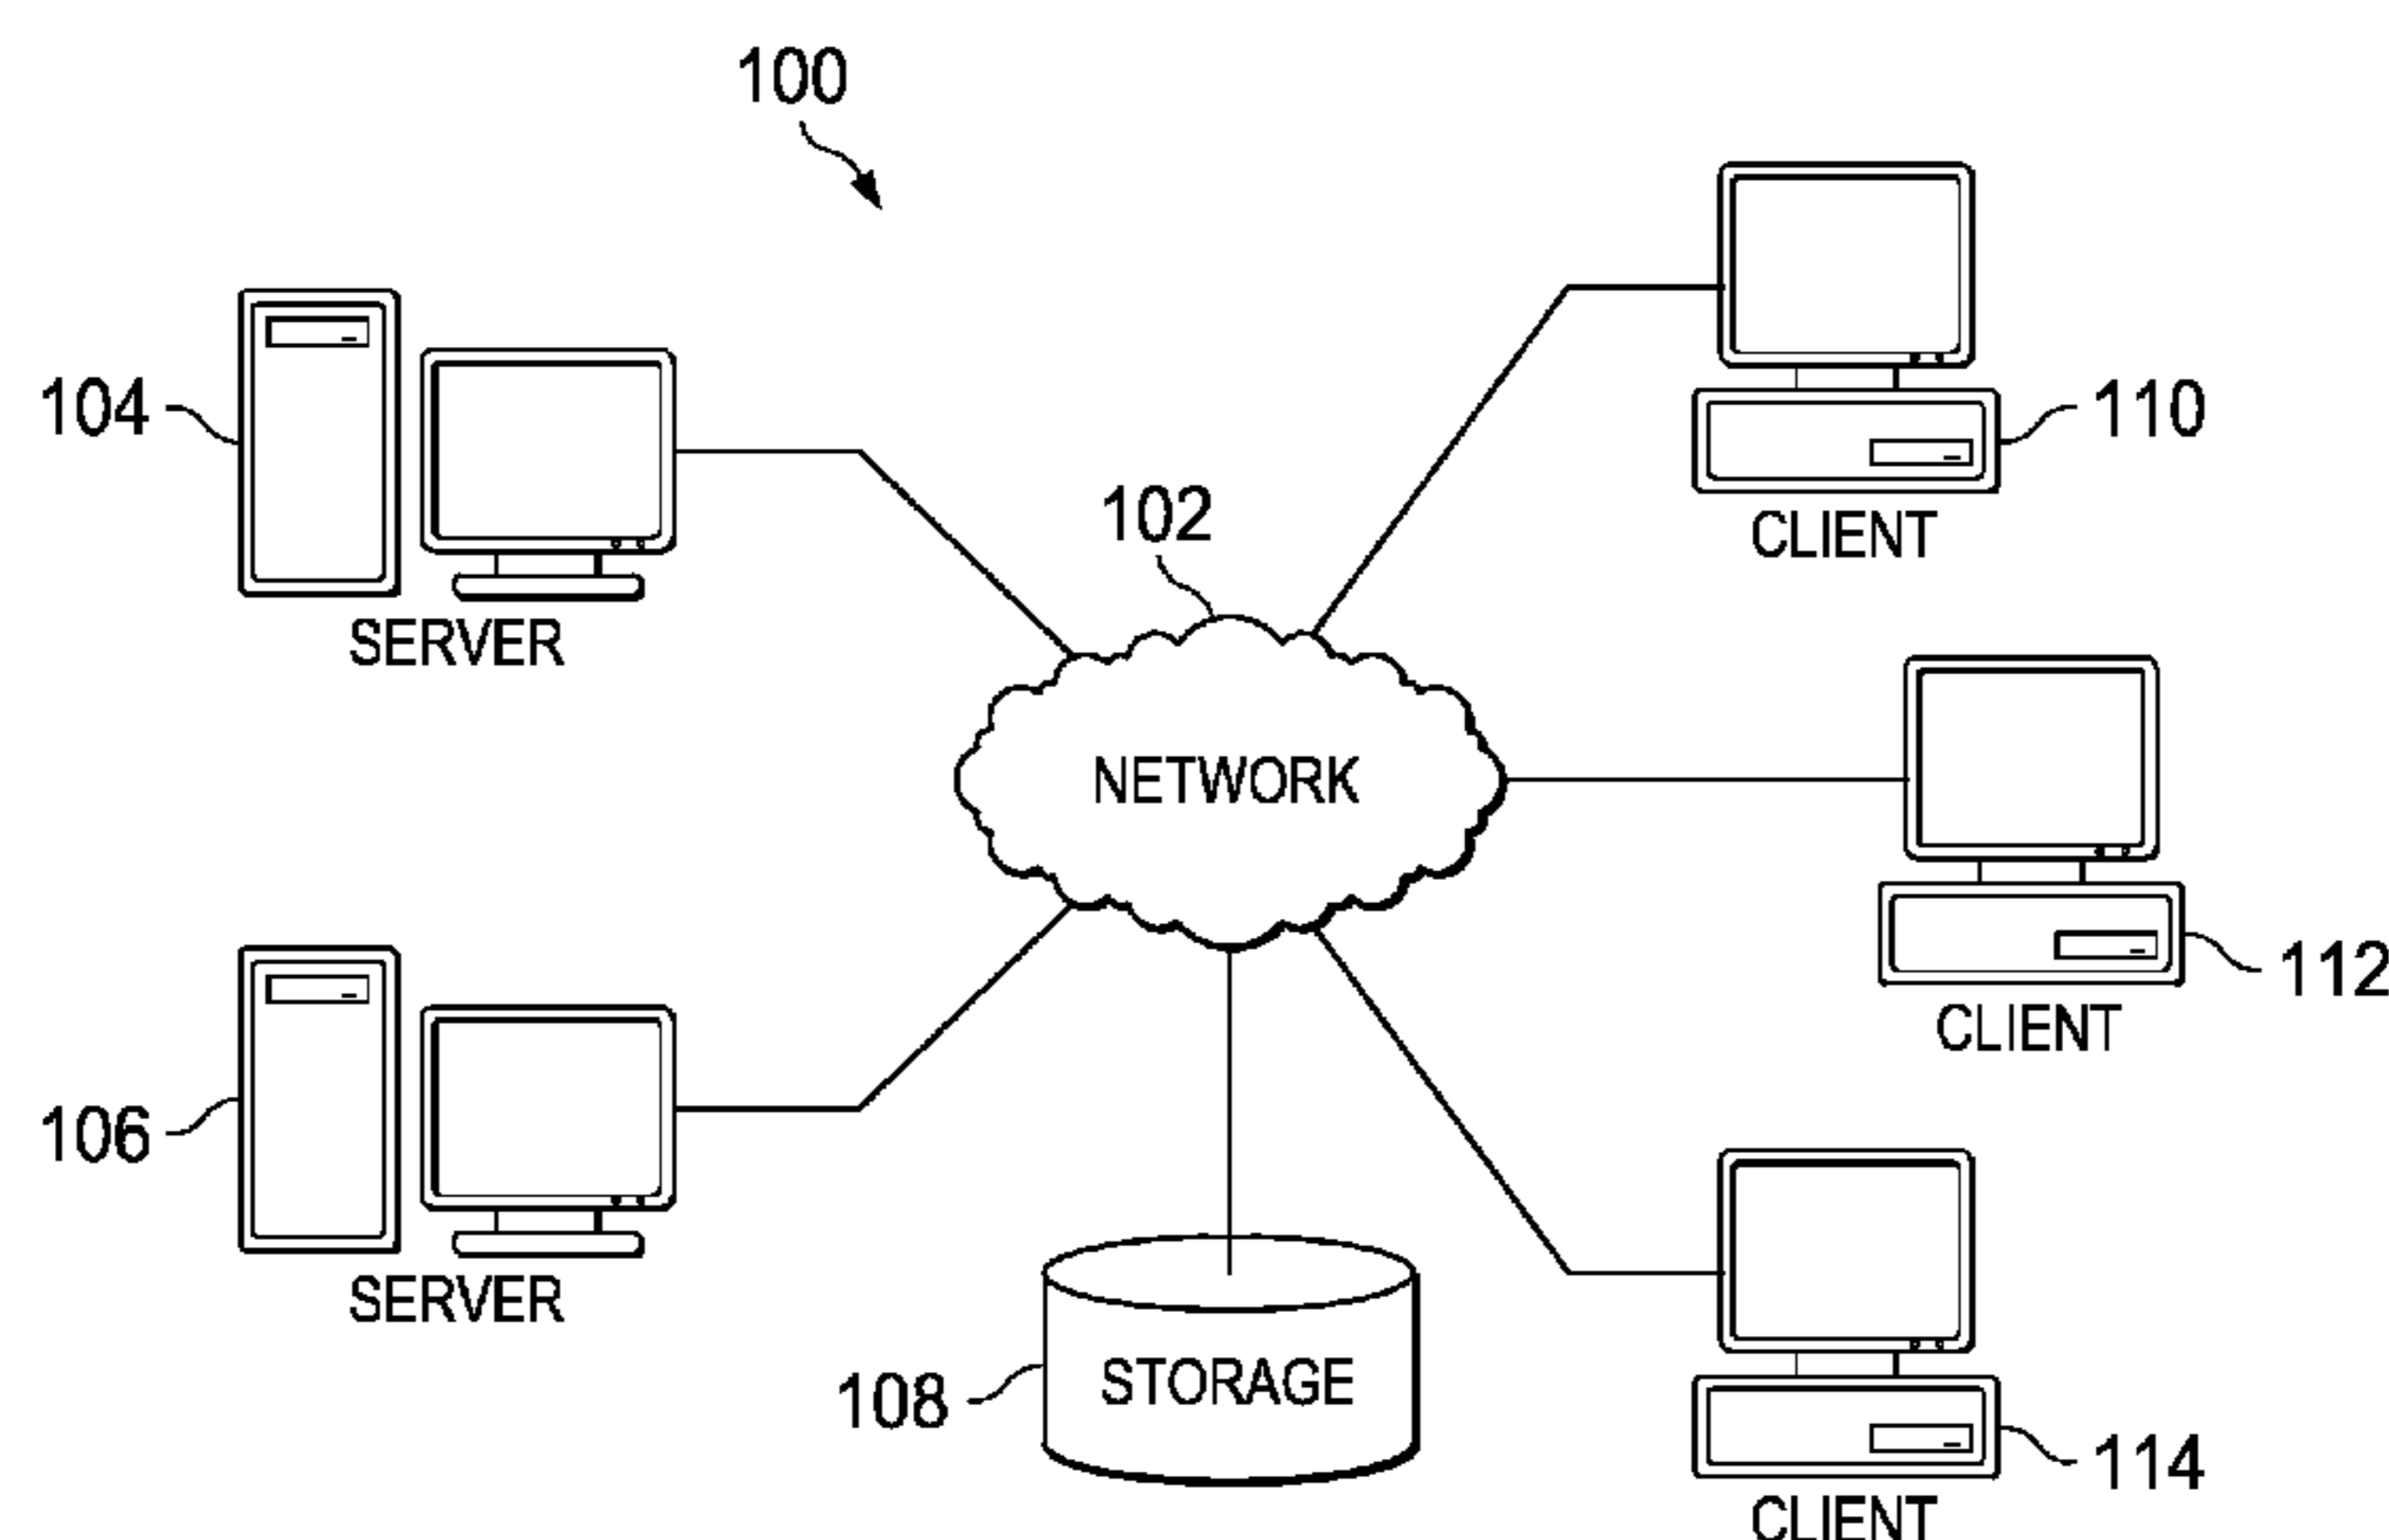 100
104
SERVER
110
CLIENT
102
NETWORK
112
CLIENT
106
SERVER
108
STORAGE
114
CLIENT